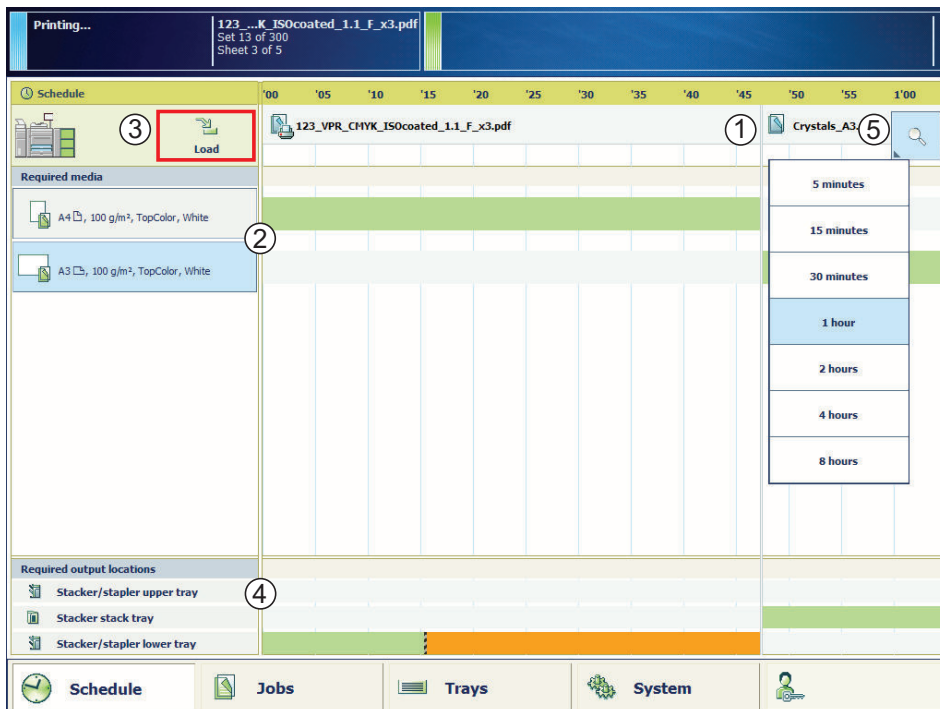 Printing...
123_...K_ISOcoated_1.1_F_x3.pdf
Set 13 of 300
Sheet 3 of 5
Schedule
'00 '05 '10 '15 '20 '25 '30 '35 '40 '45 '50 '55 1'00
③ Load
123_VPR_CMYK_ISOcoated_1.1_F_x3.pdf
①
Crystals_A3.
⑤
Required media
A4, 100 g/m², TopColor, White
②
A3, 100 g/m², TopColor, White
5 minutes
15 minutes
30 minutes
1 hour
2 hours
4 hours
8 hours
Required output locations
Stacker/stapler upper tray
④
Stacker stack tray
Stacker/stapler lower tray
Schedule
Jobs
Trays
System